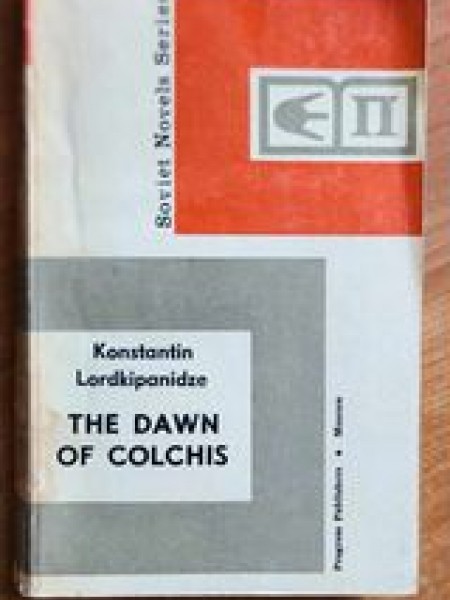 Soviet Novels Series
П
Konstantin
Lordkipanidze
THE DAWN
OF COLCHIS
Progress Publishers • Moscow